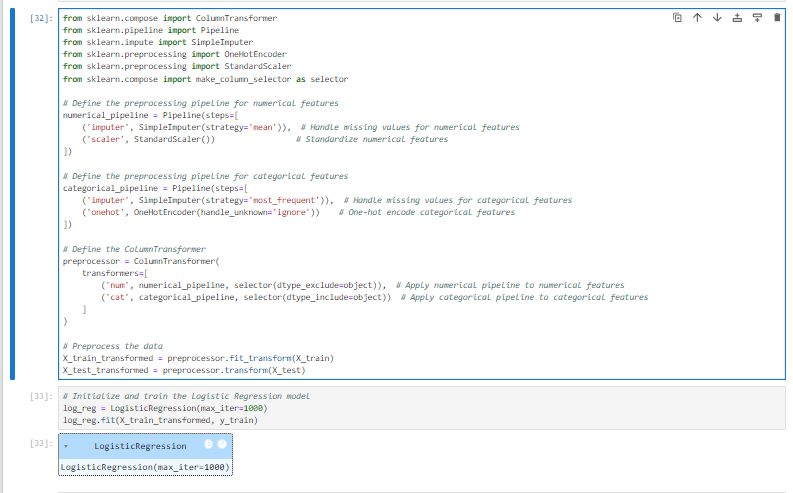 [32]:
from sklearn.compose import ColumnTransformer
from sklearn.pipeline import Pipeline
from sklearn.impute import SimpleImputer
from sklearn.preprocessing import OneHotEncoder
from sklearn.preprocessing import StandardScaler
from sklearn.compose import make_column_selector as selector

# Define the preprocessing pipeline for numerical features
numerical_pipeline = Pipeline(steps=[
    ('imputer', SimpleImputer(strategy='mean')),  # Handle missing values for numerical features
    ('scaler', StandardScaler())                 # Standardize numerical features
])

# Define the preprocessing pipeline for categorical features
categorical_pipeline = Pipeline(steps=[
    ('imputer', SimpleImputer(strategy='most_frequent')),  # Handle missing values for categorical features
    ('onehot', OneHotEncoder(handle_unknown='ignore'))    # One-hot encode categorical features
])

# Define the ColumnTransformer
preprocessor = ColumnTransformer(
    transformers=[
        ('num', numerical_pipeline, selector(dtype_exclude=object)),  # Apply numerical pipeline to numerical features
        ('cat', categorical_pipeline, selector(dtype_include=object))  # Apply categorical pipeline to categorical features
    ]
)

# Preprocess the data
X_train_transformed = preprocessor.fit_transform(X_train)
X_test_transformed = preprocessor.transform(X_test)
[33]:
# Initialize and train the Logistic Regression model
log_reg = LogisticRegression(max_iter=1000)
log_reg.fit(X_train_transformed, y_train)
[33]:
LogisticRegression
LogisticRegression(max_iter=1000)